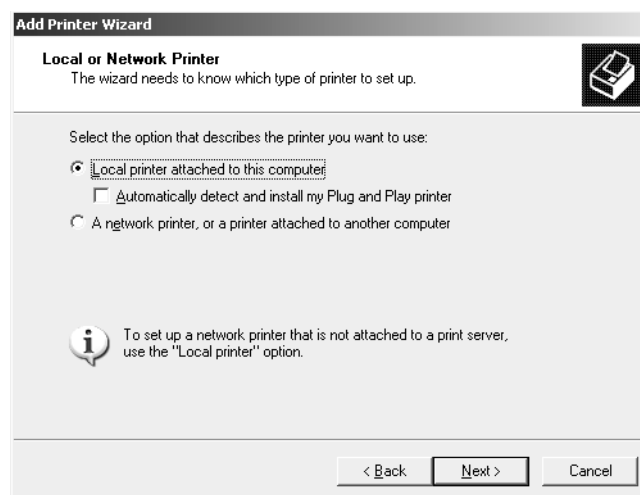 Add Printer Wizard
Local or Network Printer
The wizard needs to know which type of printer to set up.
Select the option that describes the printer you want to use:
Local printer attached to this computer
Automatically detect and install my Plug and Play printer
A network printer, or a printer attached to another computer
To set up a network printer that is not attached to a print server,
use the "Local printer" option.
< Back Next > Cancel